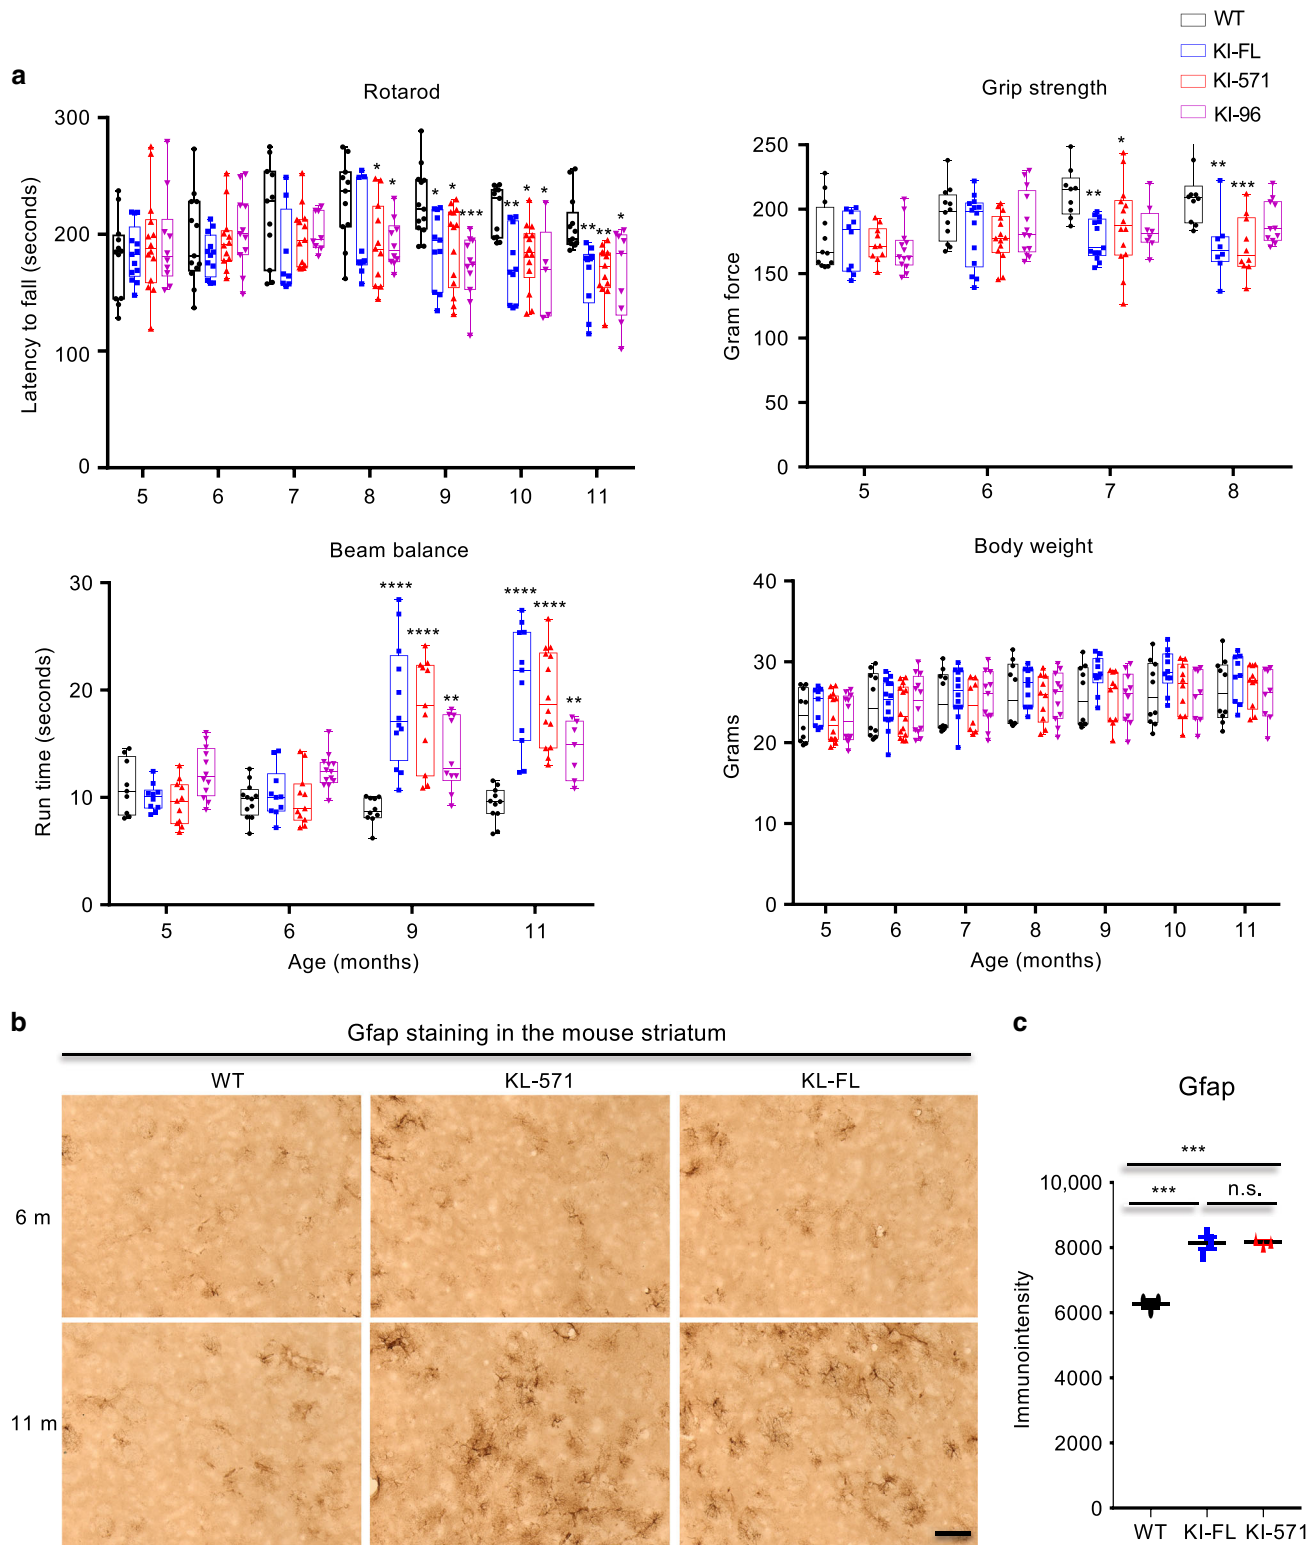 WT
KI-FL
KI-571
KI-96
a
Rotarod
Latency to fall (seconds)
300
200
100
0
* * * * *** ** * * ** ** *
5 6 7 8 9 10 11
Grip strength
Gram force
250
200
150
100
50
0
** * ** ***
5 6 7 8
Beam balance
Run time (seconds)
30
20
10
0
**** **** ** **** **** **
5 6 9 11
Age (months)
Body weight
Grams
40
30
20
10
0
5 6 7 8 9 10 11
Age (months)
b
Gfap staining in the mouse striatum
WT KL-571 KL-FL
6 m
11 m
c
Gfap
***
*** n.s.
Immunointensity
10,000
8000
6000
4000
2000
0
WT KI-FL KI-571